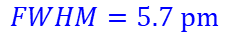 FWHM = 5.7 pm